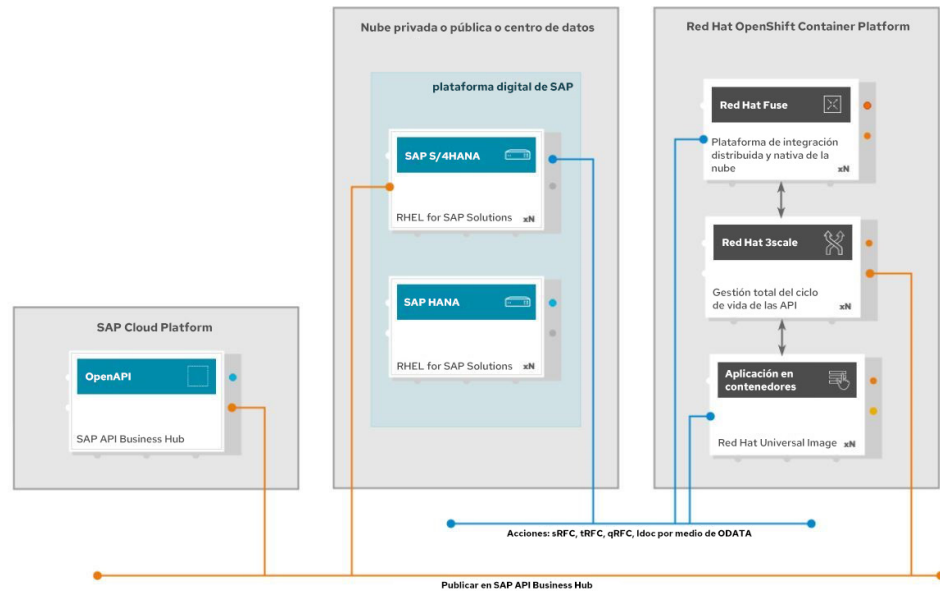 Nube privada o pública o centro de datos
plataforma digital de SAP
SAP S/4HANA
RHEL for SAP Solutions xN
SAP HANA
RHEL for SAP Solutions xN
SAP Cloud Platform
OpenAPI
SAP API Business Hub
Red Hat OpenShift Container Platform
Red Hat Fuse
Plataforma de integración
distribuida y nativa de la
nube xN
Red Hat 3scale
Gestión total del ciclo
de vida de las API xN
Aplicación en
contenedores
Red Hat Universal Image xN
Acciones: sRFC, tRFC, qRFC, Idoc por medio de ODATA
Publicar en SAP API Business Hub